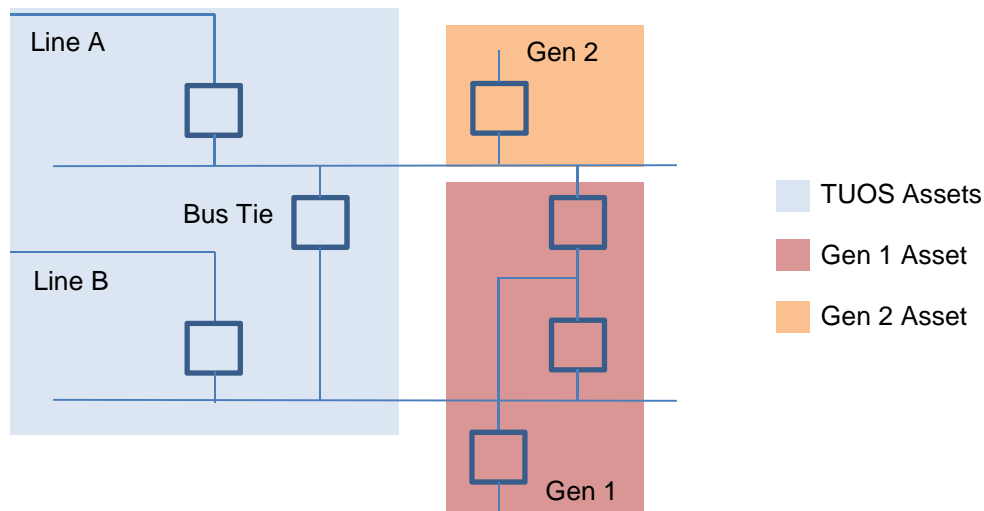 Line A
Gen 2
Bus Tie
TUOS Assets
Gen 1 Asset
Line B
Gen 2 Asset
Gen 1